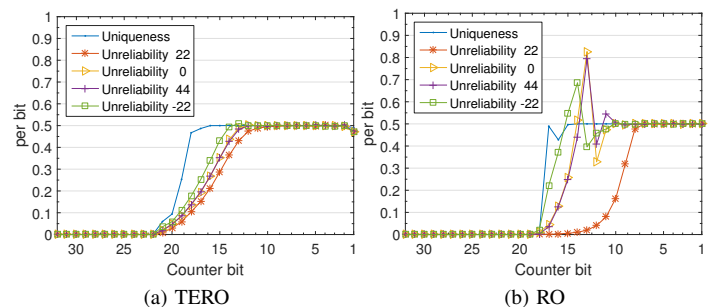 1
0.9
0.8
0.7
0.6
0.5
0.4
0.3
0.2
0.1
0
per bit
Uniqueness
Unreliability 22
Unreliability 0
Unreliability 44
Unreliability -22
30 25 20 15 10 5 1
Counter bit
(a) TERO
1
0.9
0.8
0.7
0.6
0.5
0.4
0.3
0.2
0.1
0
per bit
Uniqueness
Unreliability 22
Unreliability 0
Unreliability 44
Unreliability -22
30 25 20 15 10 5 1
Counter bit
(b) RO